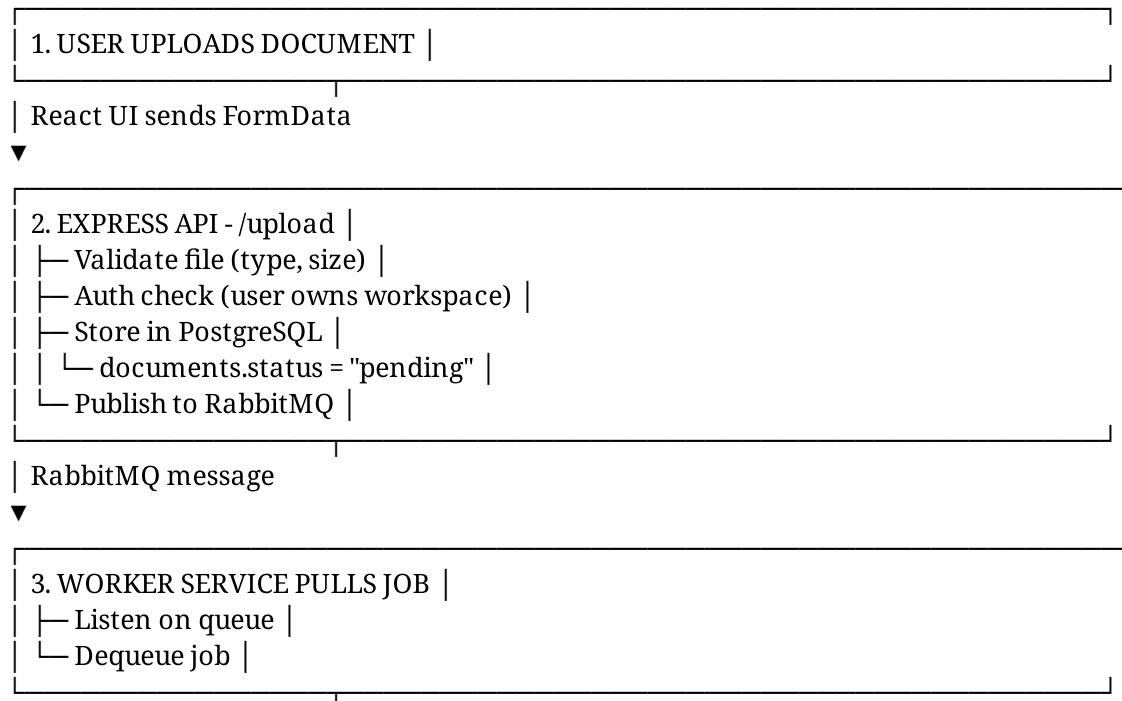 ┌─────────────────────────────────────────────────────────────┐
│ 1. USER UPLOADS DOCUMENT │
└──────────────────┬──────────────────────────────────────────┘
│ React UI sends FormData
▼
┌──────────────────────────────────────────────────────────────
│ 2. EXPRESS API - /upload │
│ ├─ Validate file (type, size) │
│ ├─ Auth check (user owns workspace) │
│ ├─ Store in PostgreSQL │
│ │ └─ documents.status = "pending" │
│ └─ Publish to RabbitMQ │
└──────────────────┬──────────────────────────────────────────┘
│ RabbitMQ message
▼
┌──────────────────────────────────────────────────────────────
│ 3. WORKER SERVICE PULLS JOB │
│ ├─ Listen on queue │
│ └─ Dequeue job │
└──────────────────┬──────────────────────────────────────────┘